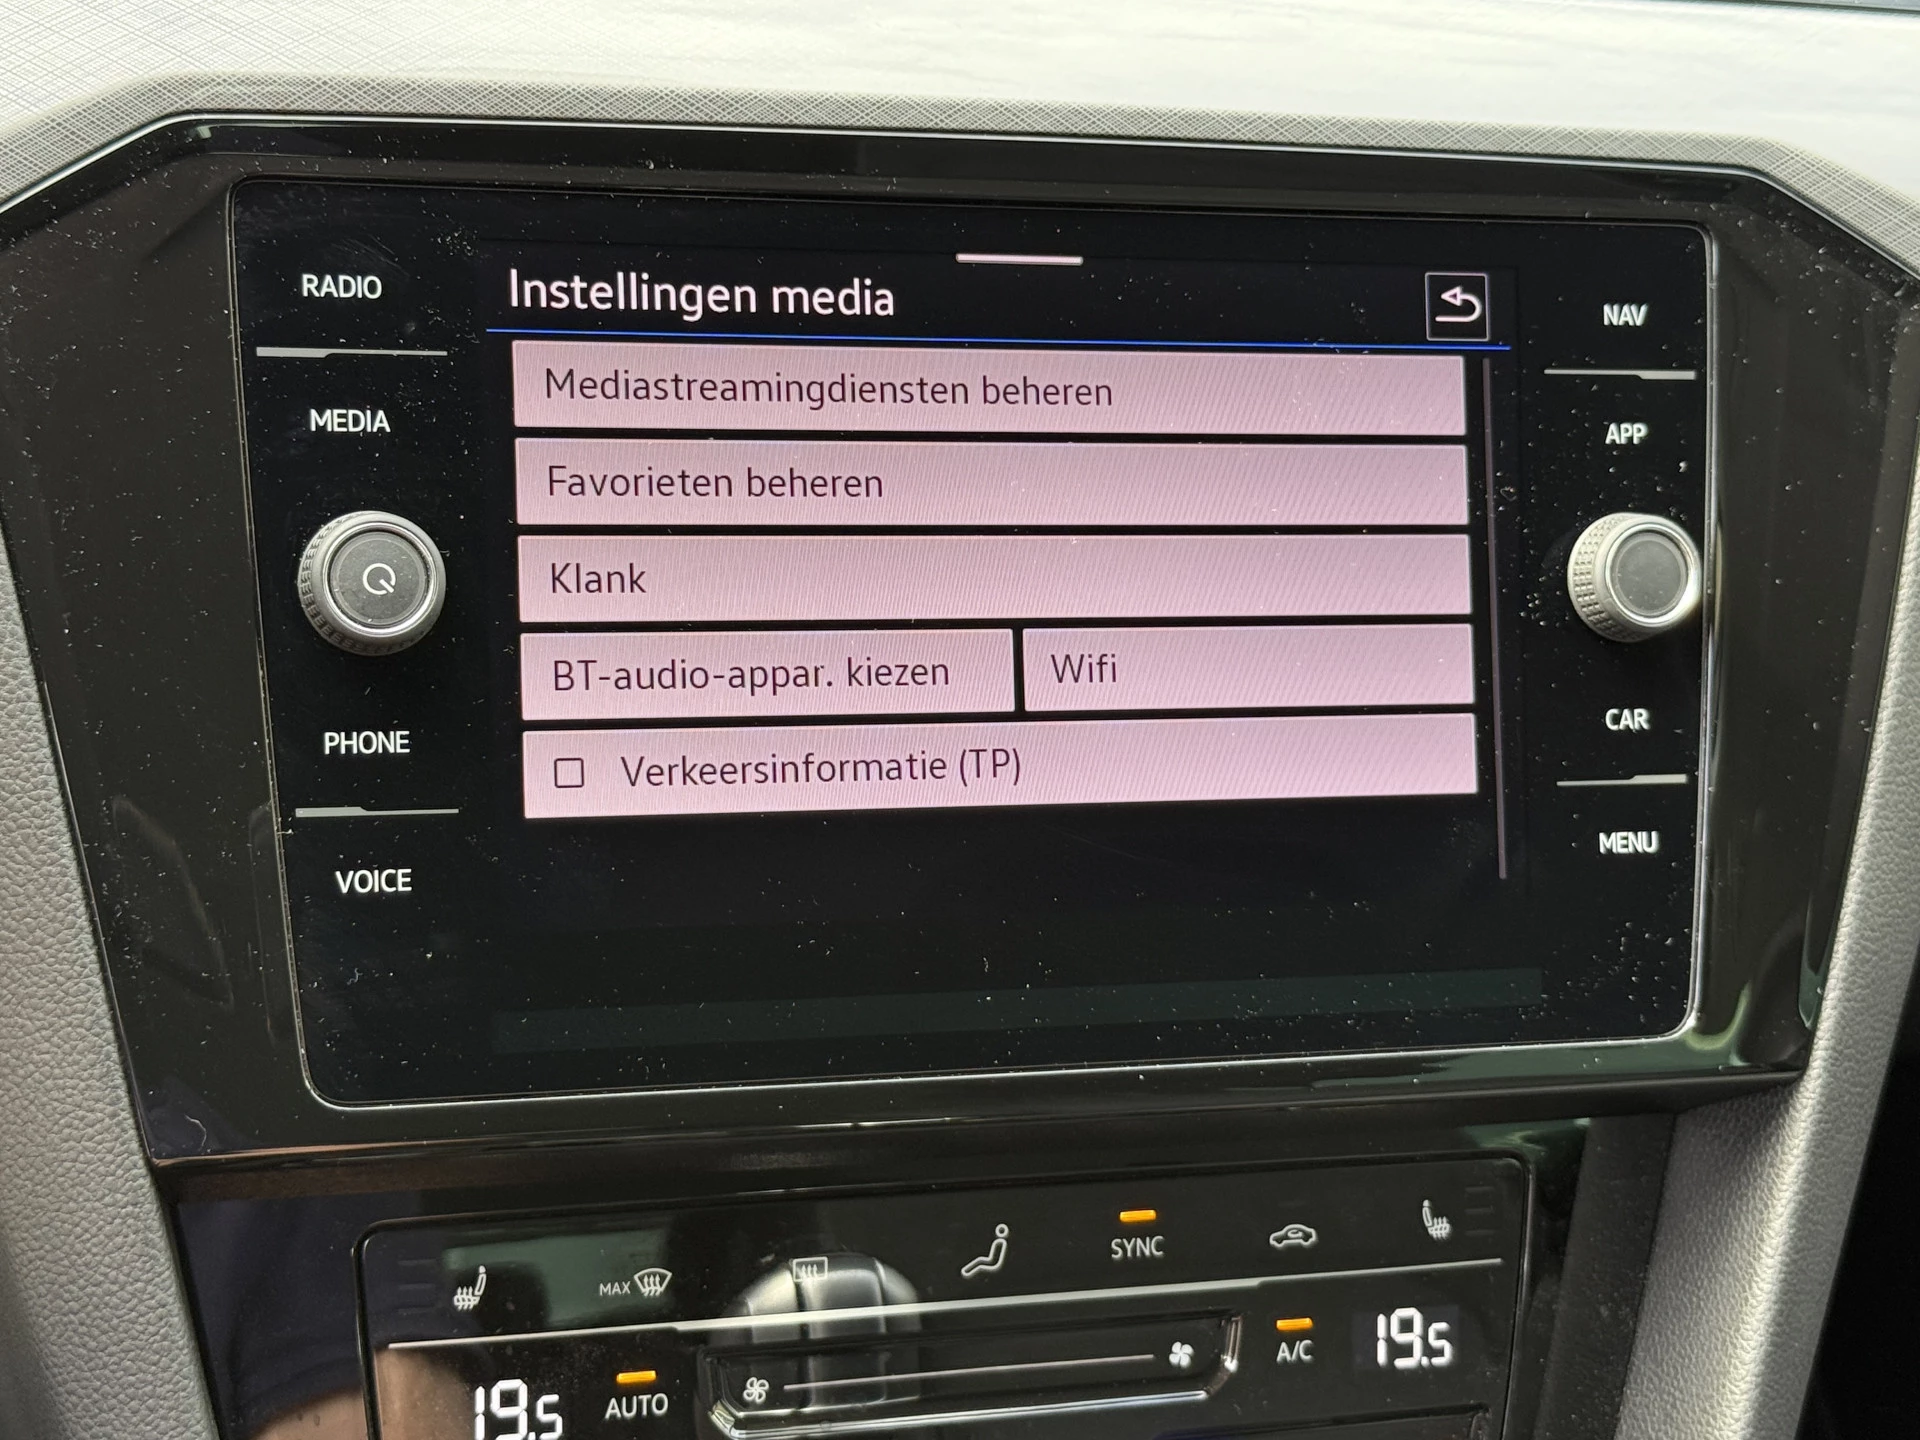 RADIO
MEDIA
PHONE
VOICE
Instellingen media
Mediastreamingdiensten beheren
Favorieten beheren
Klank
BT-audio-appar. kiezen
Wifi
Verkeersinformatie (TP)
NAV
APP
CAR
MENU
MAX
SYNC
19.5
AUTO
A/C
19.5